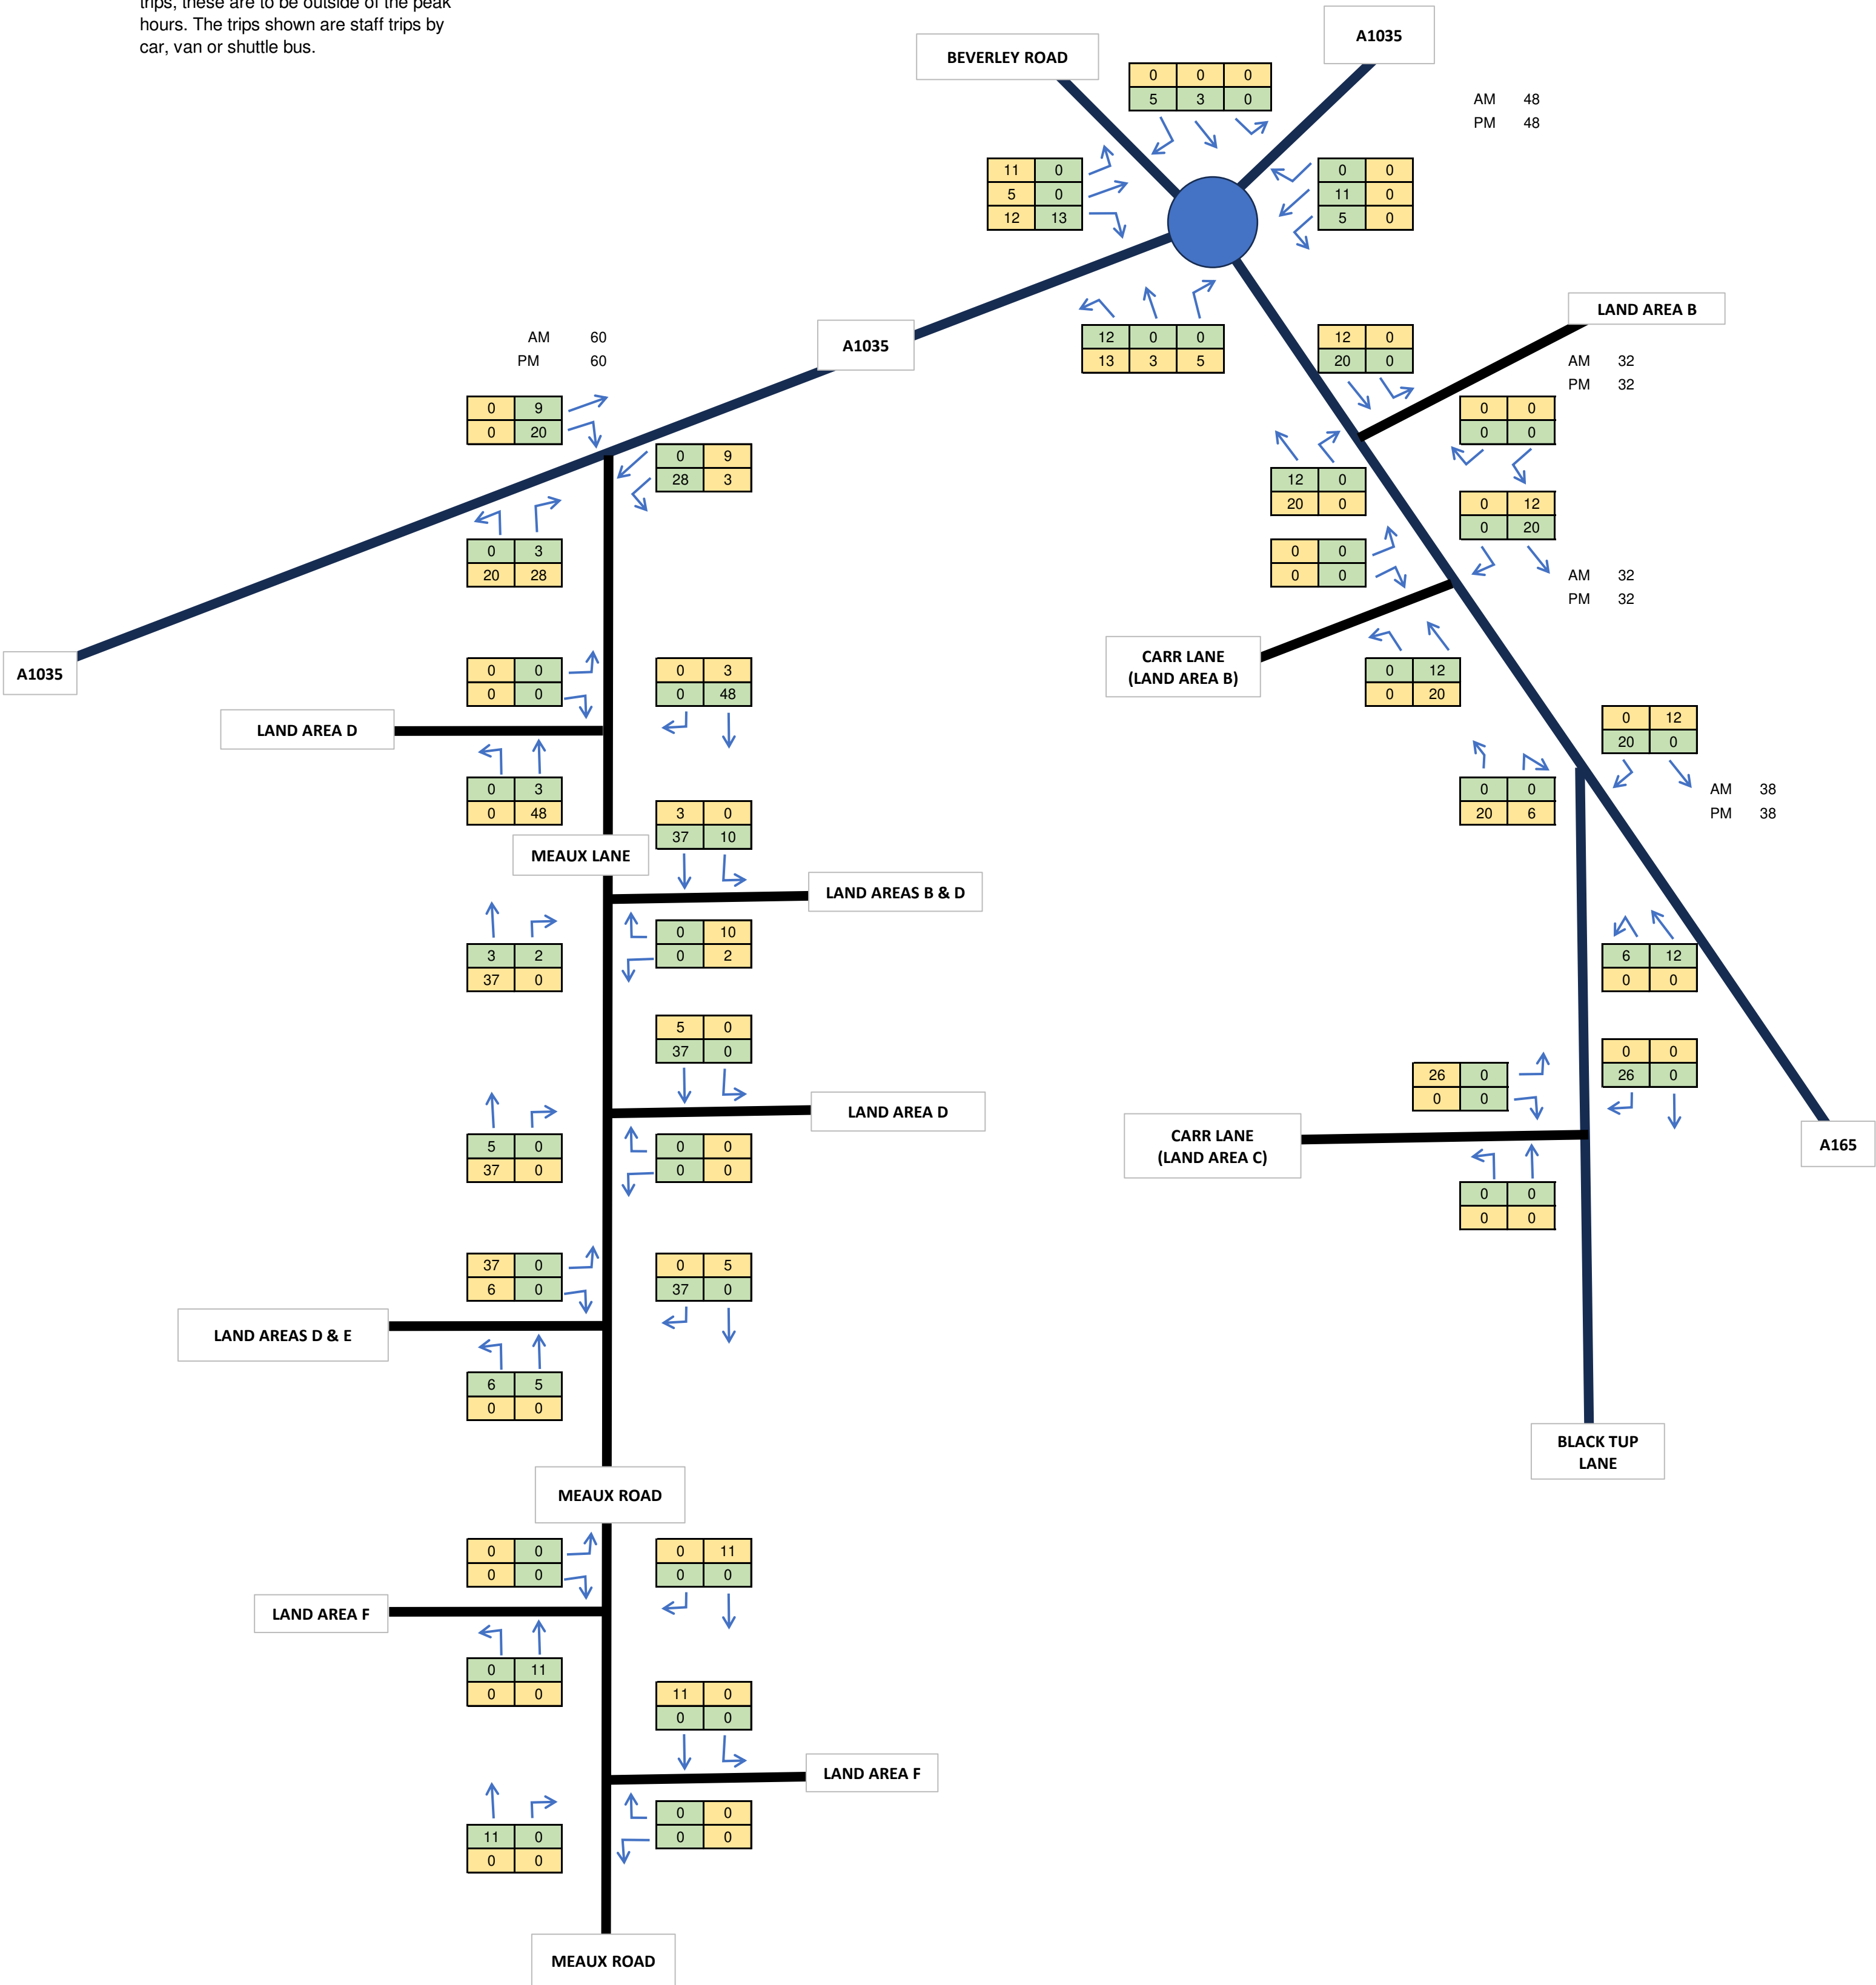 trips, these are to be outside of the peak
hours. The trips shown are staff trips by
car, van or shuttle bus.
A1035
BEVERLEY ROAD
0 0 0
5 3 0
AM 48
PM 48
11 0
5 0
12 13
0 0
11 0
5 0
LAND AREA B
12 0 0
13 3 5
12 0
20 0
A1035
AM 60
PM 60
AM 32
PM 32
0 9
0 20
0 0
0 0
0 9
28 3
12 0
20 0
0 12
0 20
0 3
20 28
0 0
0 0
AM 32
PM 32
A1035
CARR LANE
(LAND AREA B)
0 0
0 0
0 3
0 48
0 12
0 20
LAND AREA D
0 12
20 0
0 3
0 48
0 0
20 6
AM 38
PM 38
3 0
37 10
MEAUX LANE
LAND AREAS B & D
0 10
0 2
3 2
37 0
6 12
0 0
5 0
37 0
0 0
26 0
26 0
0 0
LAND AREA D
CARR LANE
(LAND AREA C)
A165
5 0
37 0
0 0
0 0
0 0
0 0
37 0
6 0
0 5
37 0
LAND AREAS D & E
6 5
0 0
BLACK TUP
LANE
MEAUX ROAD
0 0
0 0
0 11
0 0
LAND AREA F
0 11
0 0
11 0
0 0
LAND AREA F
0 0
0 0
11 0
0 0
MEAUX ROAD